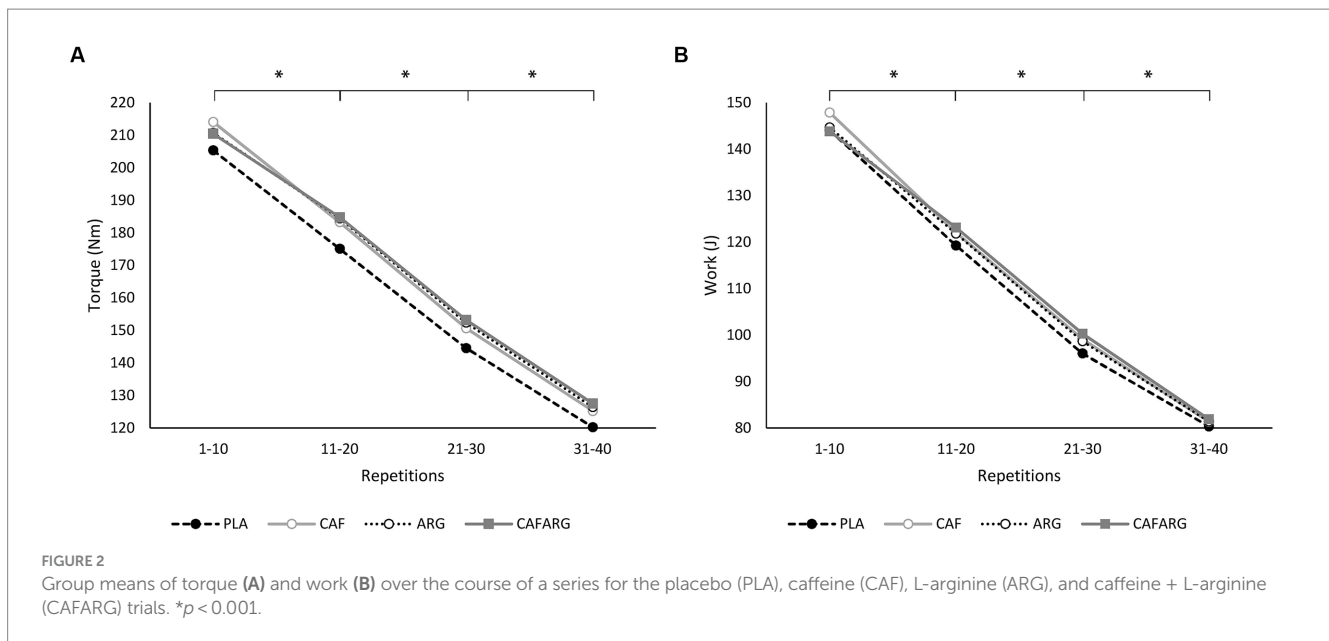 A
* * *
220
210
200
190
180
170
160
150
140
130
120
Torque (Nm)
1-10 11-20 21-30 31-40
Repetitions
PLA CAF ARG CAFARG
B
* * *
150
140
130
120
110
100
90
80
Work (J)
1-10 11-20 21-30 31-40
Repetitions
PLA CAF ARG CAFARG
FIGURE 2
Group means of torque (A) and work (B) over the course of a series for the placebo (PLA), caffeine (CAF), L-arginine (ARG), and caffeine + L-arginine
(CAFARG) trials. *p < 0.001.